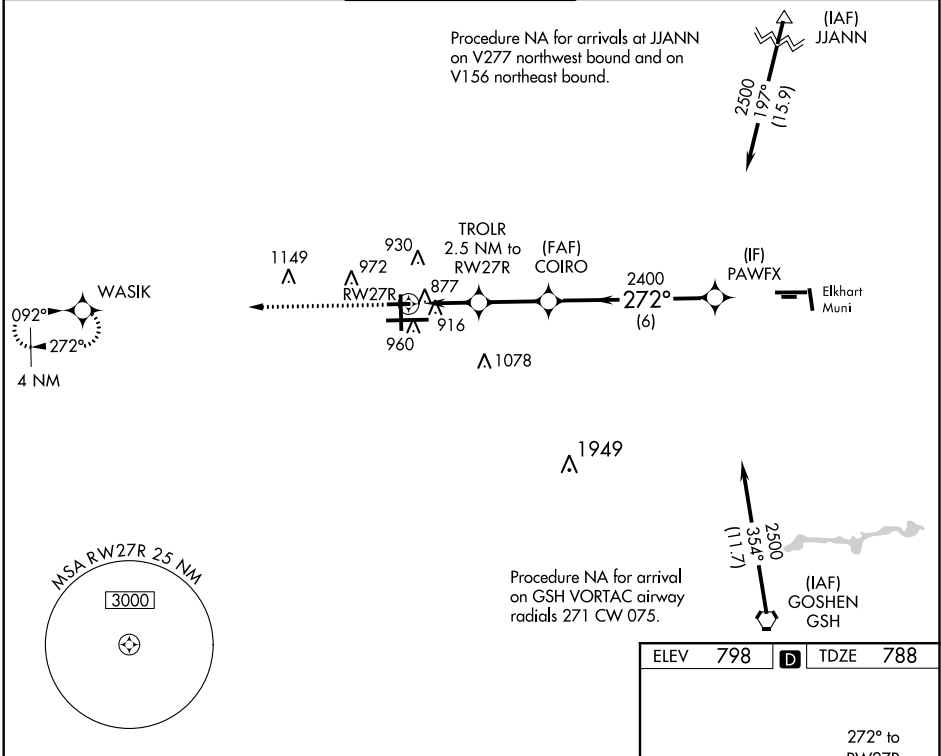 (IAF)
JJANN
Procedure NA for arrivals at JJANN
on V277 northwest bound and on
V156 northeast bound.
2500
197°
(15.9)
TROLR
2.5 NM to
RW27R
(FAF)
COIRO
(IF)
PAWFX
2400
272°
(6)
Elkhart
Muni
1149
972
930
877
RW27R
916
960
1078
WASIK
092°
272°
4 NM
1949
2500
354°
(11.7)
Procedure NA for arrival
on GSH VORTAC airway
radials 271 CW 075.
(IAF)
GOSHEN
GSH
MSA RW27R 25 NM
3000
ELEV 798 D TDZE 788
272° to
RW27R